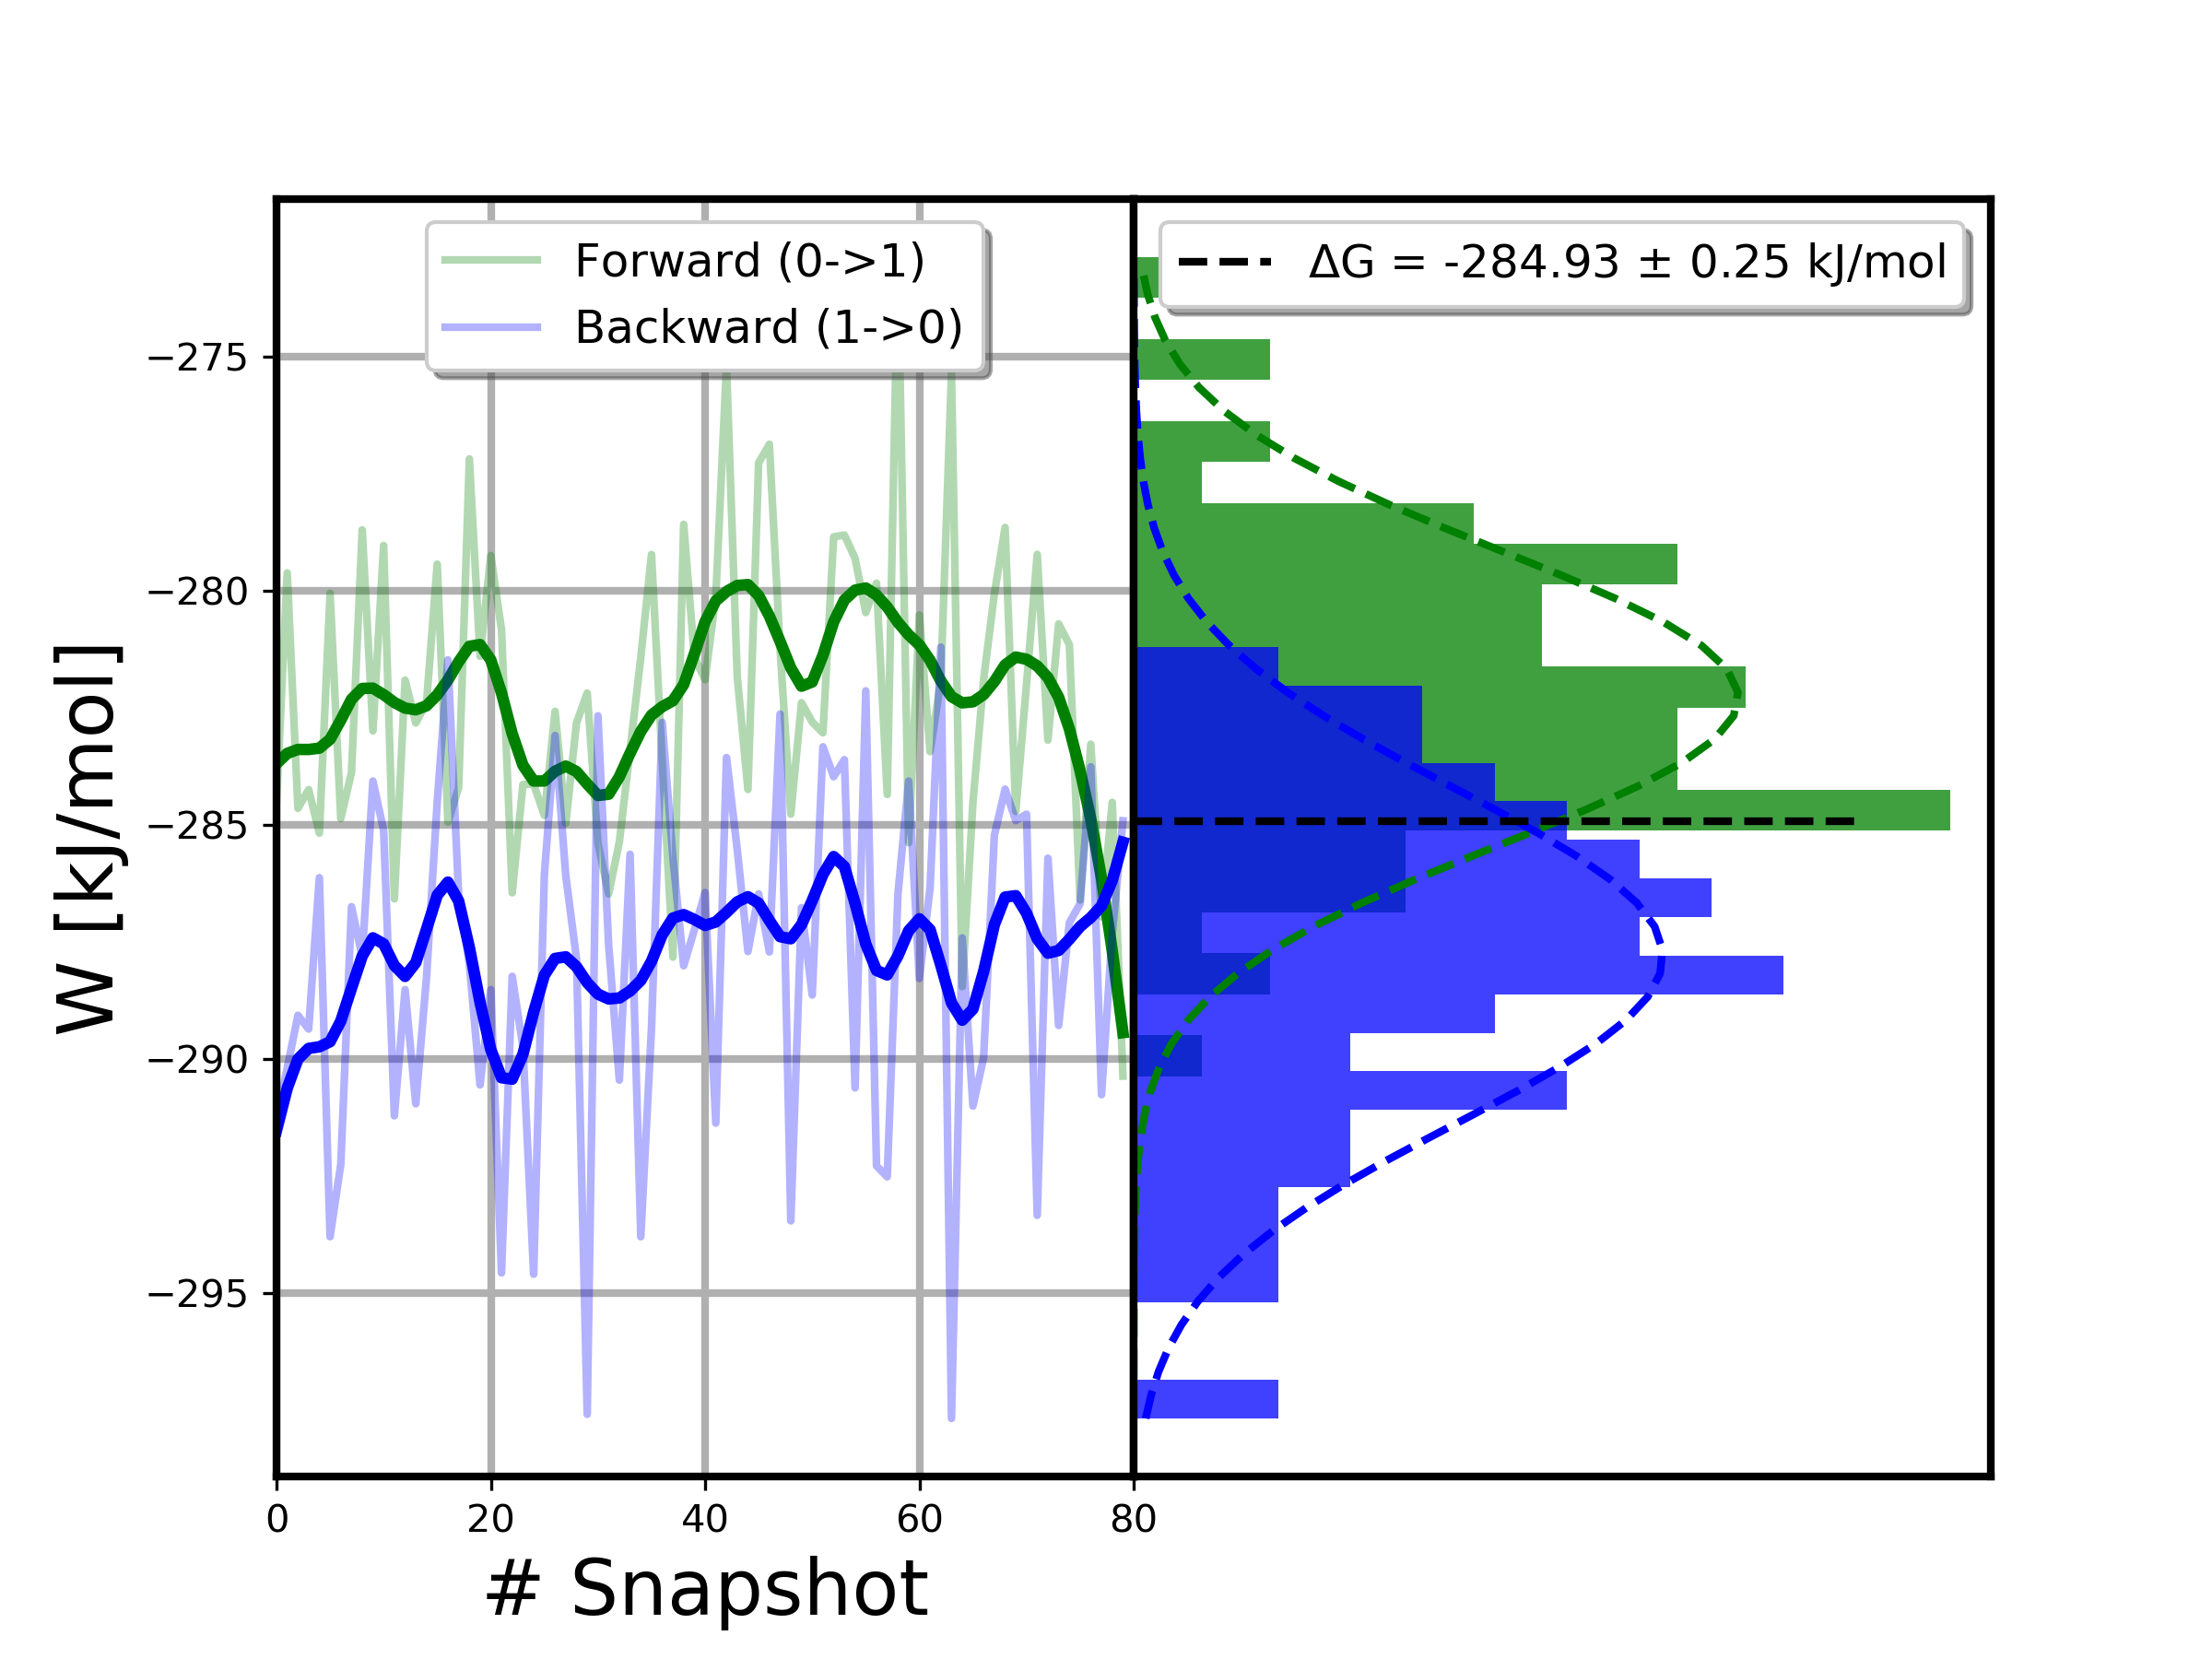 Forward (0->1)
Backward (1->0)
ΔG = -284.93 ± 0.25 kJ/mol
W [kJ/mol]
−275
−280
−285
−290
−295
0 20 40 60 80
# Snapshot